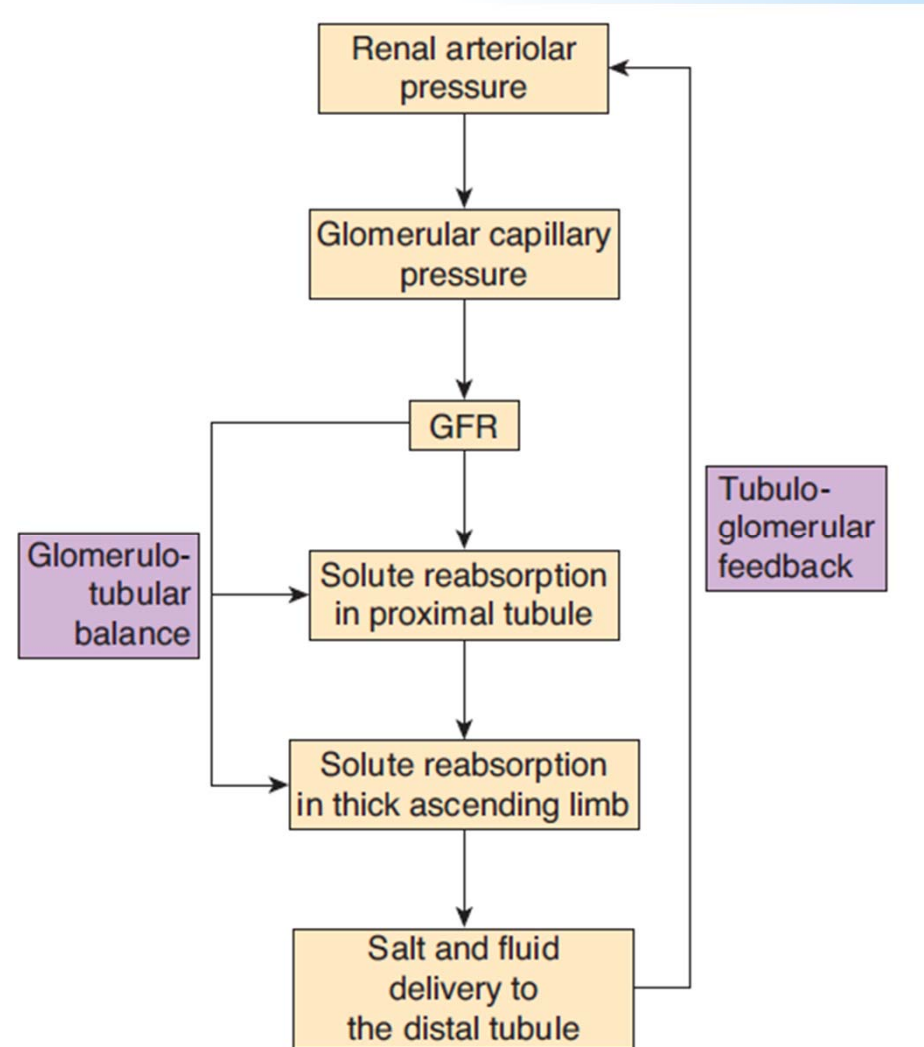 Renal arteriolar
pressure
Glomerular capillary
pressure
GFR
Glomerulo-
tubular
balance
Tubulo-
glomerular
feedback
Solute reabsorption
in proximal tubule
Solute reabsorption
in thick ascending limb
Salt and fluid
delivery to
the distal tubule